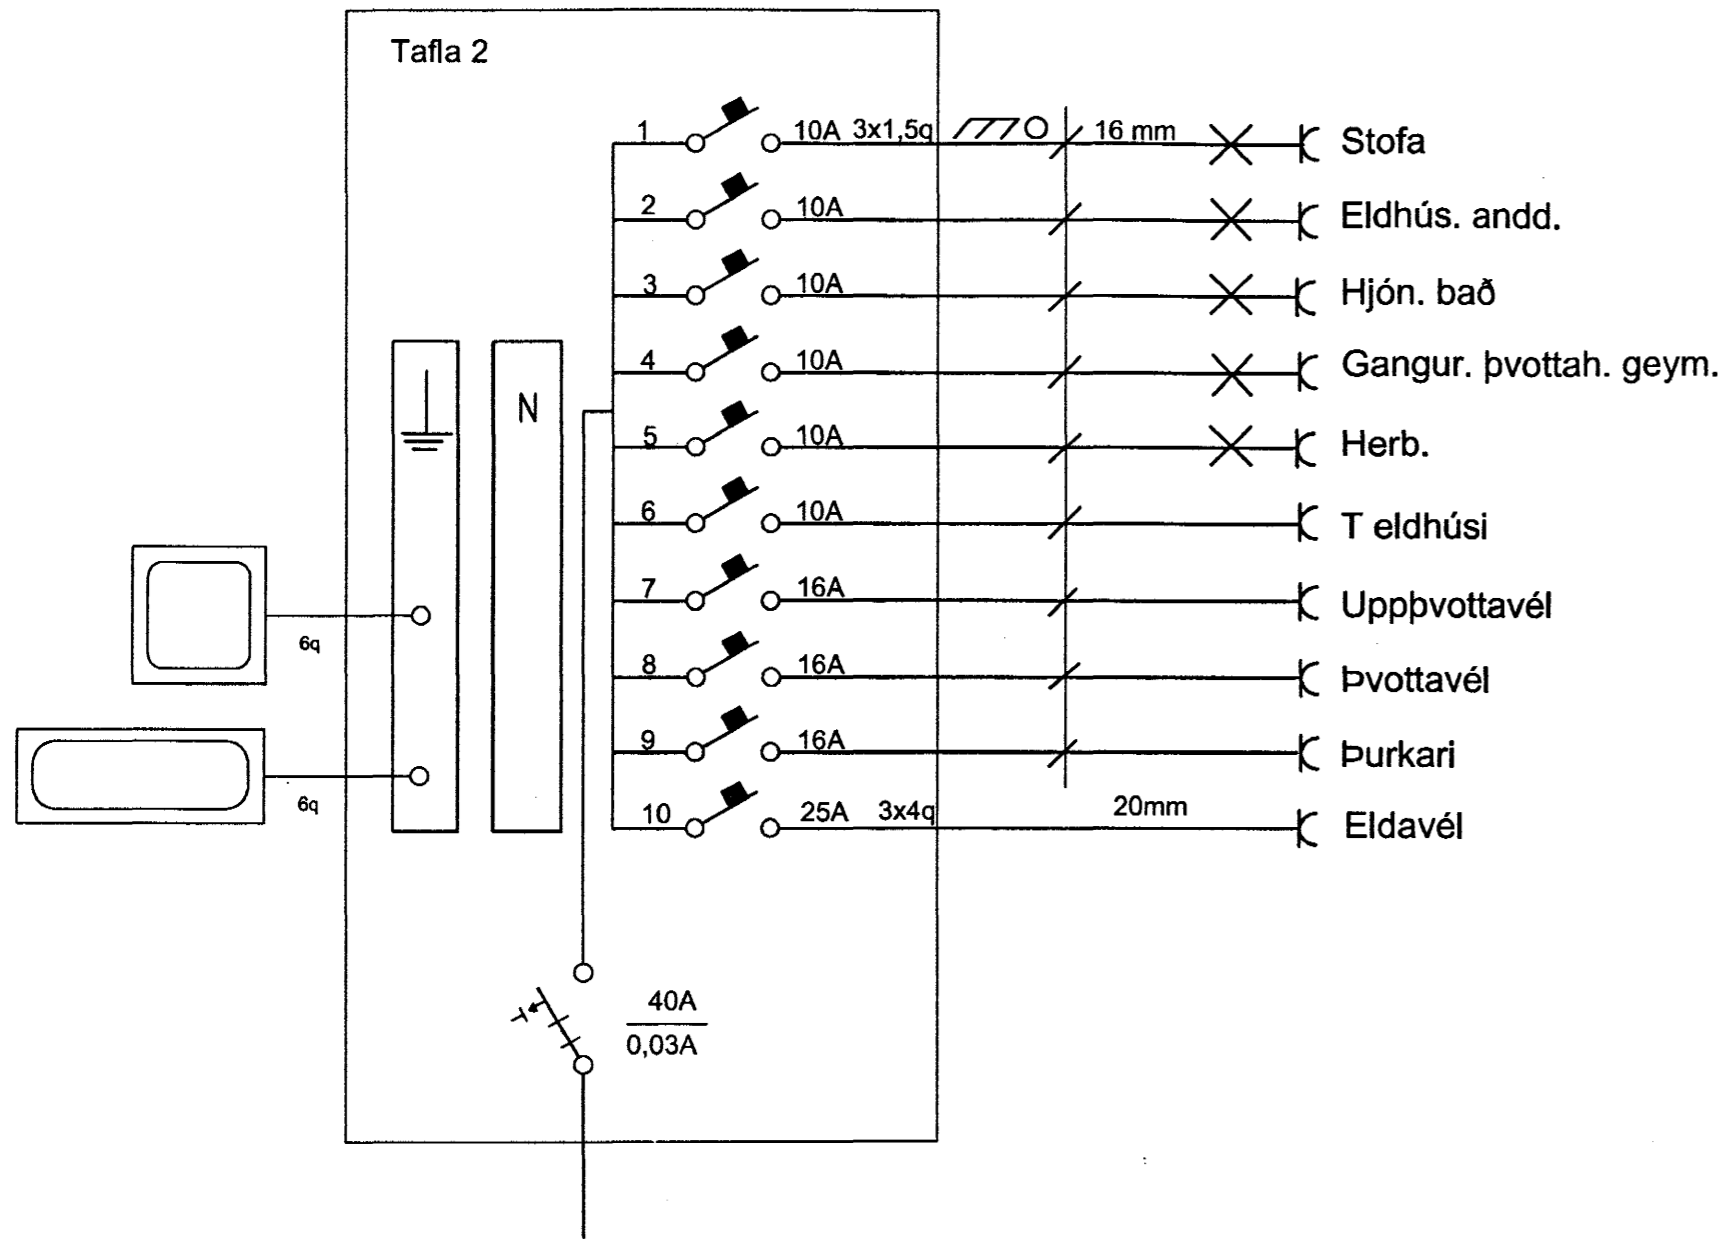 Tafla 2
1 10A 3x1,5q 16 mm Stofa
2 10A Eldhús. andd.
3 10A Hjón. bað
4 10A Gangur. þvottah. geym.
N
5 10A Herb.
6 10A T eldhúsi
7 16A Uppþvottavél
6q
8 16A Þvottavél
9 16A Þurkari
6q
10 25A 3x4q 20mm Eldavél
40A
0,03A